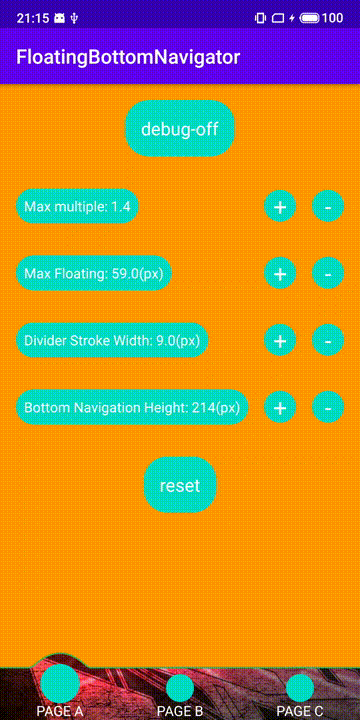 21:15 100
FloatingBottomNavigator
debug-off
Max multiple: 1.4 + -
Max Floating: 59.0(px) + -
Divider Stroke Width: 9.0(px) + -
Bottom Navigation Height: 214(px) + -
reset
PAGE A PAGE B PAGE C